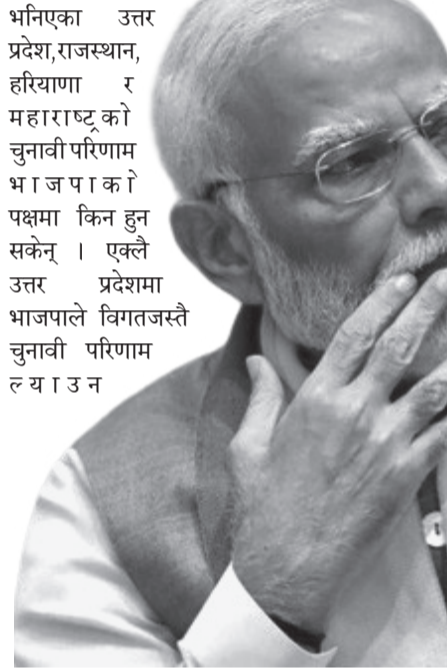 भनिएका उत्तर
प्रदेश,राजस्थान,
हरियाणा र
महाराष्ट्रको
चुनावी परिणाम
भाजपाको
पक्षमा किन हुन
सकेन् । एक्लै
उत्तर प्रदेशमा
भाजपाले विगतजस्तै
चुनावी परिणाम
ल्याउन